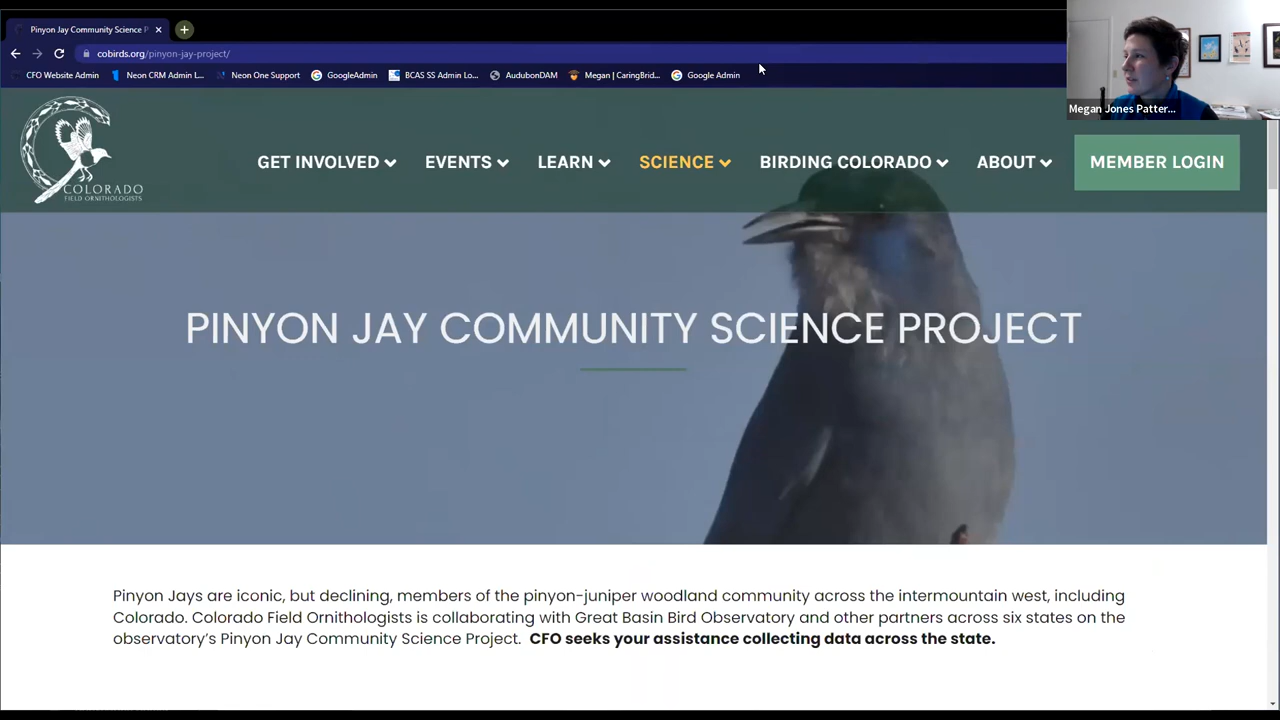 Pinyon Jay Community Science P
cobirds.org/pinyon-jay-project/
CFO Website Admin
Neon CRM Admin L...
Neon One Support
GoogleAdmin
BCAS SS Admin Lo...
AudubonDAM
Megan | CaringBrid...
Google Admin
Megan Jones Patter...
COLORADO
FIELD ORNITHOLOGISTS
GET INVOLVED
EVENTS
LEARN
SCIENCE
BIRDING COLORADO
ABOUT
MEMBER LOGIN
PINYON JAY COMMUNITY SCIENCE PROJECT
Pinyon Jays are iconic, but declining, members of the pinyon-juniper woodland community across the intermountain west, including
Colorado. Colorado Field Ornithologists is collaborating with Great Basin Bird Observatory and other partners across six states on the
observatory's Pinyon Jay Community Science Project. CFO seeks your assistance collecting data across the state.